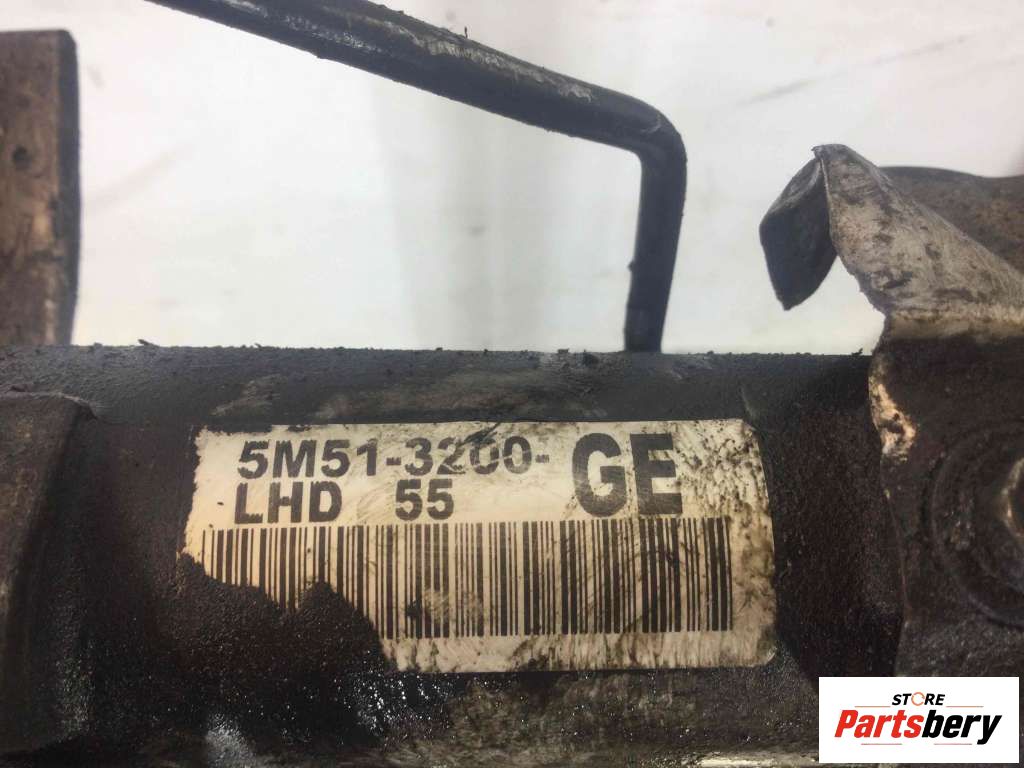 5M51-3200-GE
LHD 55
STORE
Partsbery